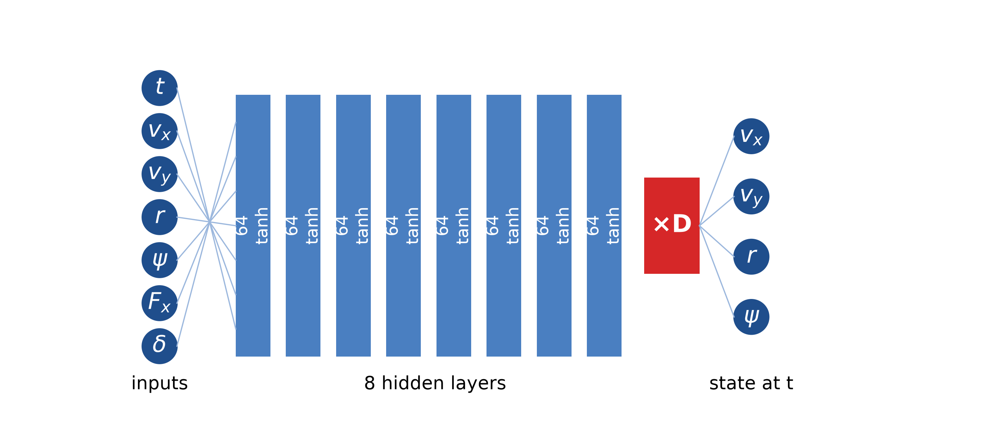 t
vx
vy
r
ψ
Fx
δ
64
tanh
64
tanh
64
tanh
64
tanh
64
tanh
64
tanh
64
tanh
64
tanh
×D
vx
vy
r
ψ
inputs
8 hidden layers
state at t